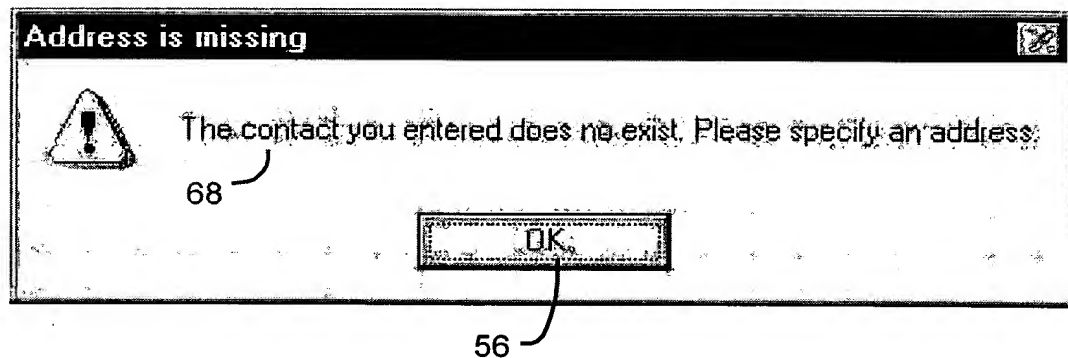 Address is missing
The contact you entered does no exist. Please specify an address.
68
OK
56